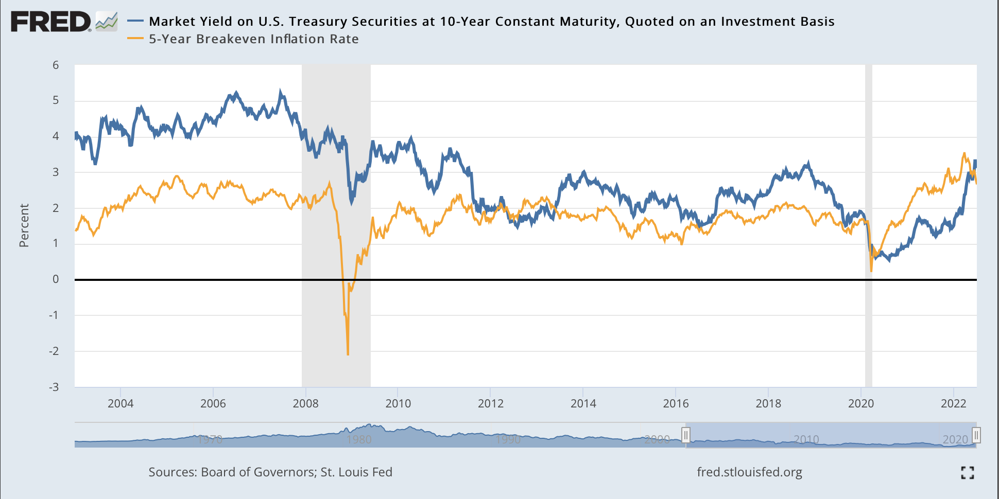 FRED®
Market Yield on U.S. Treasury Securities at 10-Year Constant Maturity, Quoted on an Investment Basis
5-Year Breakeven Inflation Rate
6
5
4
3
2
1
0
-1
-2
-3
Percent
2004 2006 2008 2010 2012 2014 2016 2018 2020 2022
1970 1980 1990 2000 2010 2020
Sources: Board of Governors; St. Louis Fed fred.stlouisfed.org